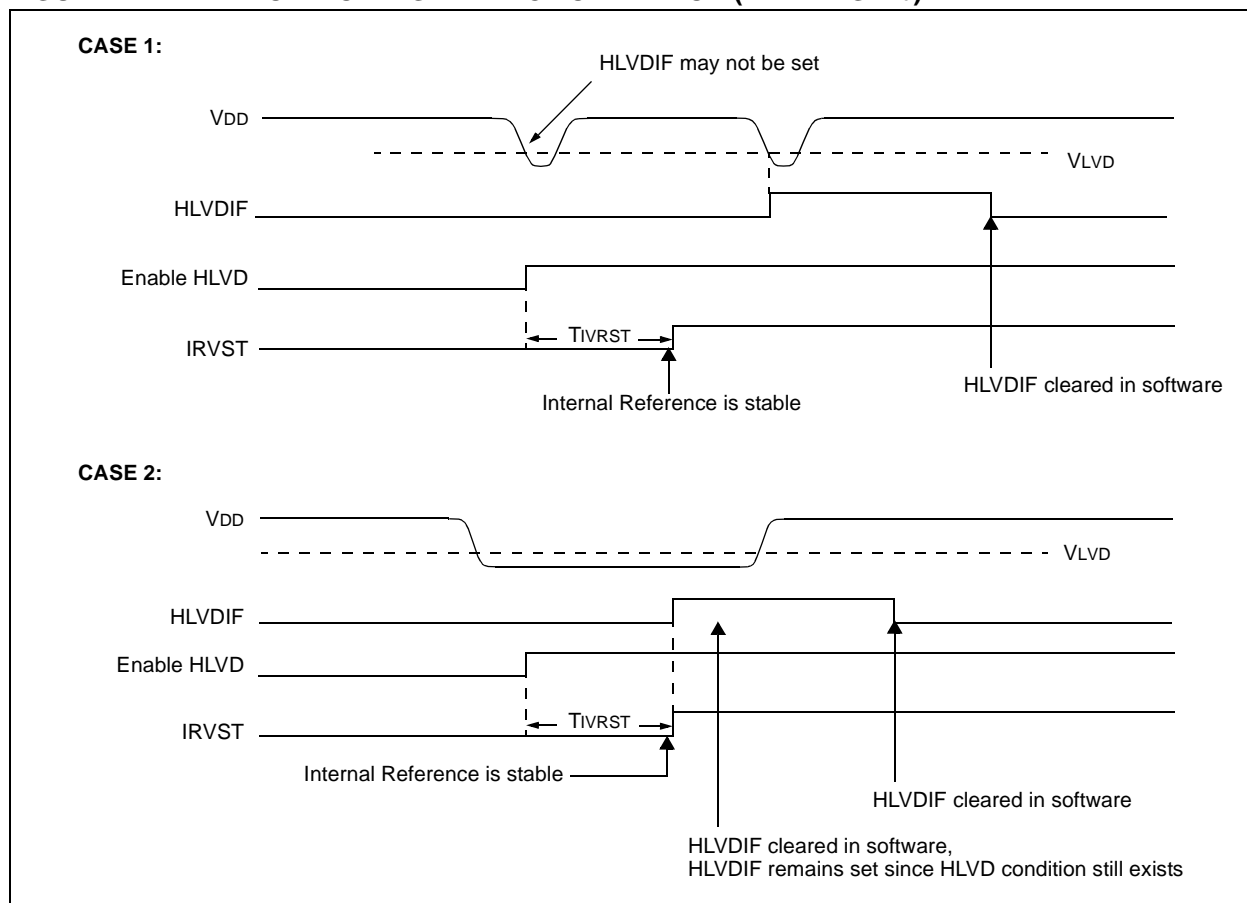 CASE 1:
HLVDIF may not be set
VDD
VLVD
HLVDIF
Enable HLVD
TIVRST
IRVST
HLVDIF cleared in software
Internal Reference is stable
CASE 2:
VDD
VLVD
HLVDIF
Enable HLVD
TIVRST
IRVST
Internal Reference is stable
HLVDIF cleared in software
HLVDIF cleared in software,
HLVDIF remains set since HLVD condition still exists